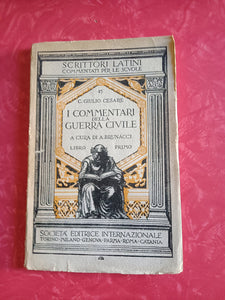 SCRITTORI LATINI
COMMENTATI PER LE SCUOLE
C. GIULIO CESARE
I COMMENTARI
DELLA
GUERRA CIVILE
A CURA DI A. BRUNACCI
LIBRO PRIMO
SOCIETÀ EDITRICE INTERNAZIONALE
TORINO-MILANO-GENOVA-PARMA-ROMA-CATANIA